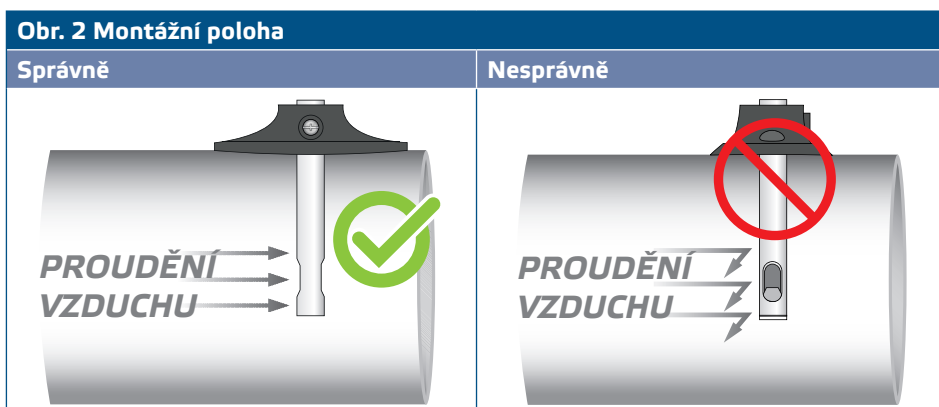 Obr. 2 Montážní poloha
Správně
Nesprávně
PROUDĚNÍ
VZDUCHU
PROUDĚNÍ
VZDUCHU